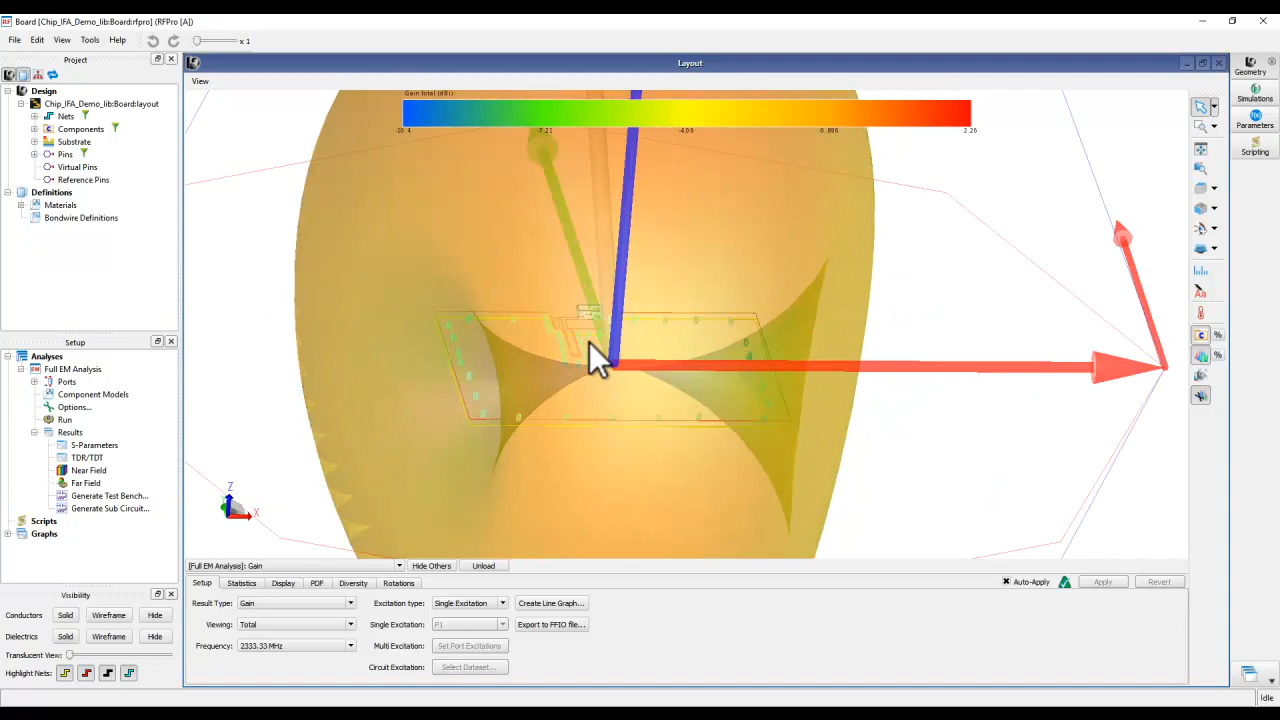 Board [Chip_IFA_Demo_lib:Board:rfpro] (RFPro [A])
File Edit View Tools Help
x 1
Project
Design
Chip_IFA_Demo_lib:Board:layout
Nets
Components
Substrate
Pins
Virtual Pins
Reference Pins
Definitions
Materials
Bondwire Definitions
Setup
Analyses
Full EM Analysis
Ports
Component Models
Options...
Run
Results
S-Parameters
TDR/TDT
Near Field
Far Field
Generate Test Bench...
Generate Sub Circuit...
Scripts
Graphs
Visibility
Conductors Solid Wireframe Hide
Dielectrics Solid Wireframe Hide
Translucent View:
Highlight Nets:
Layout
View
Gain total (dBi)
-10.4 -7.21 -4.06 -0.896 2.26
Z
X
[Full EM Analysis]: Gain Hide Others Unload
Setup Statistics Display PDF Diversity Rotations Auto-Apply Apply Revert
Result Type: Gain Excitation type: Single Excitation Create Line Graph...
Viewing: Total Single Excitation: P1 Export to FFIO file...
Frequency: 2333.33 MHz Multi Excitation: Set Port Excitations
Circuit Excitation: Select Dataset...
Aa
%
%
Geometry
Simulations
Parameters
Scripting
Idle